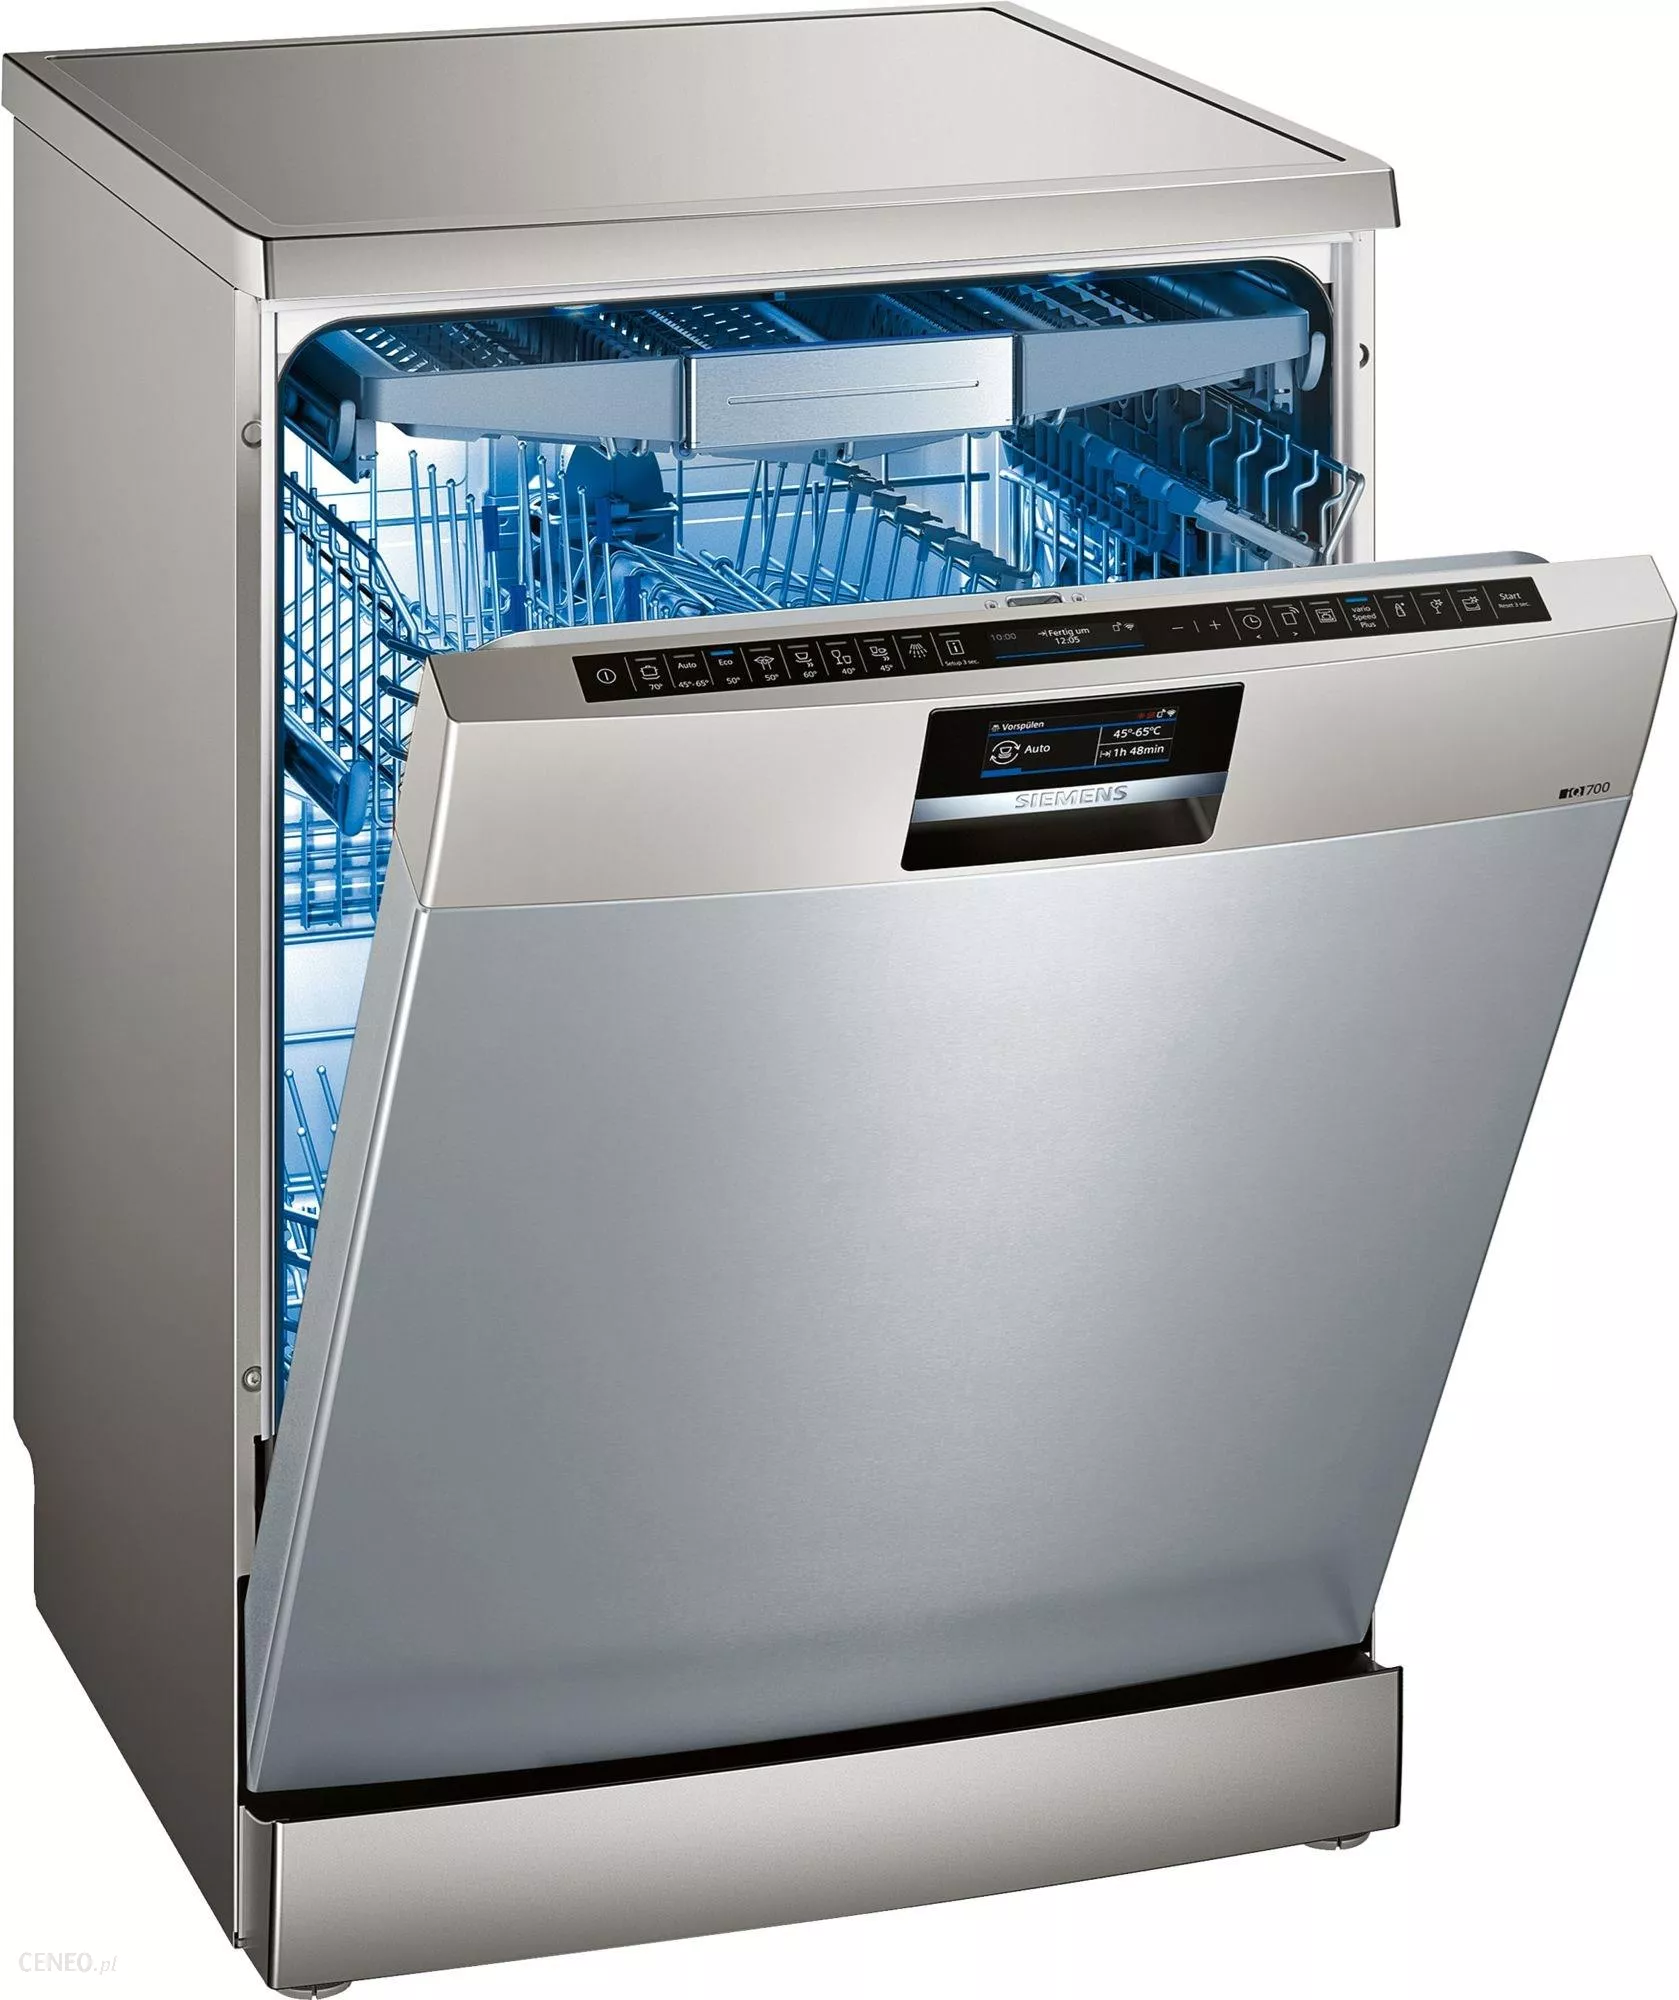 10:00
Fertig um
12:05
70°
Auto
45°-65°
Eco
50°
50°
60°
40°
45°
Setup 3 sec.
- | +
< >
vario
Speed
Plus
Start
Reset 3 sec.
Vorspülen
Auto
45°-65°C
1h 48min
SIEMENS
iQ700
CENEO.pl